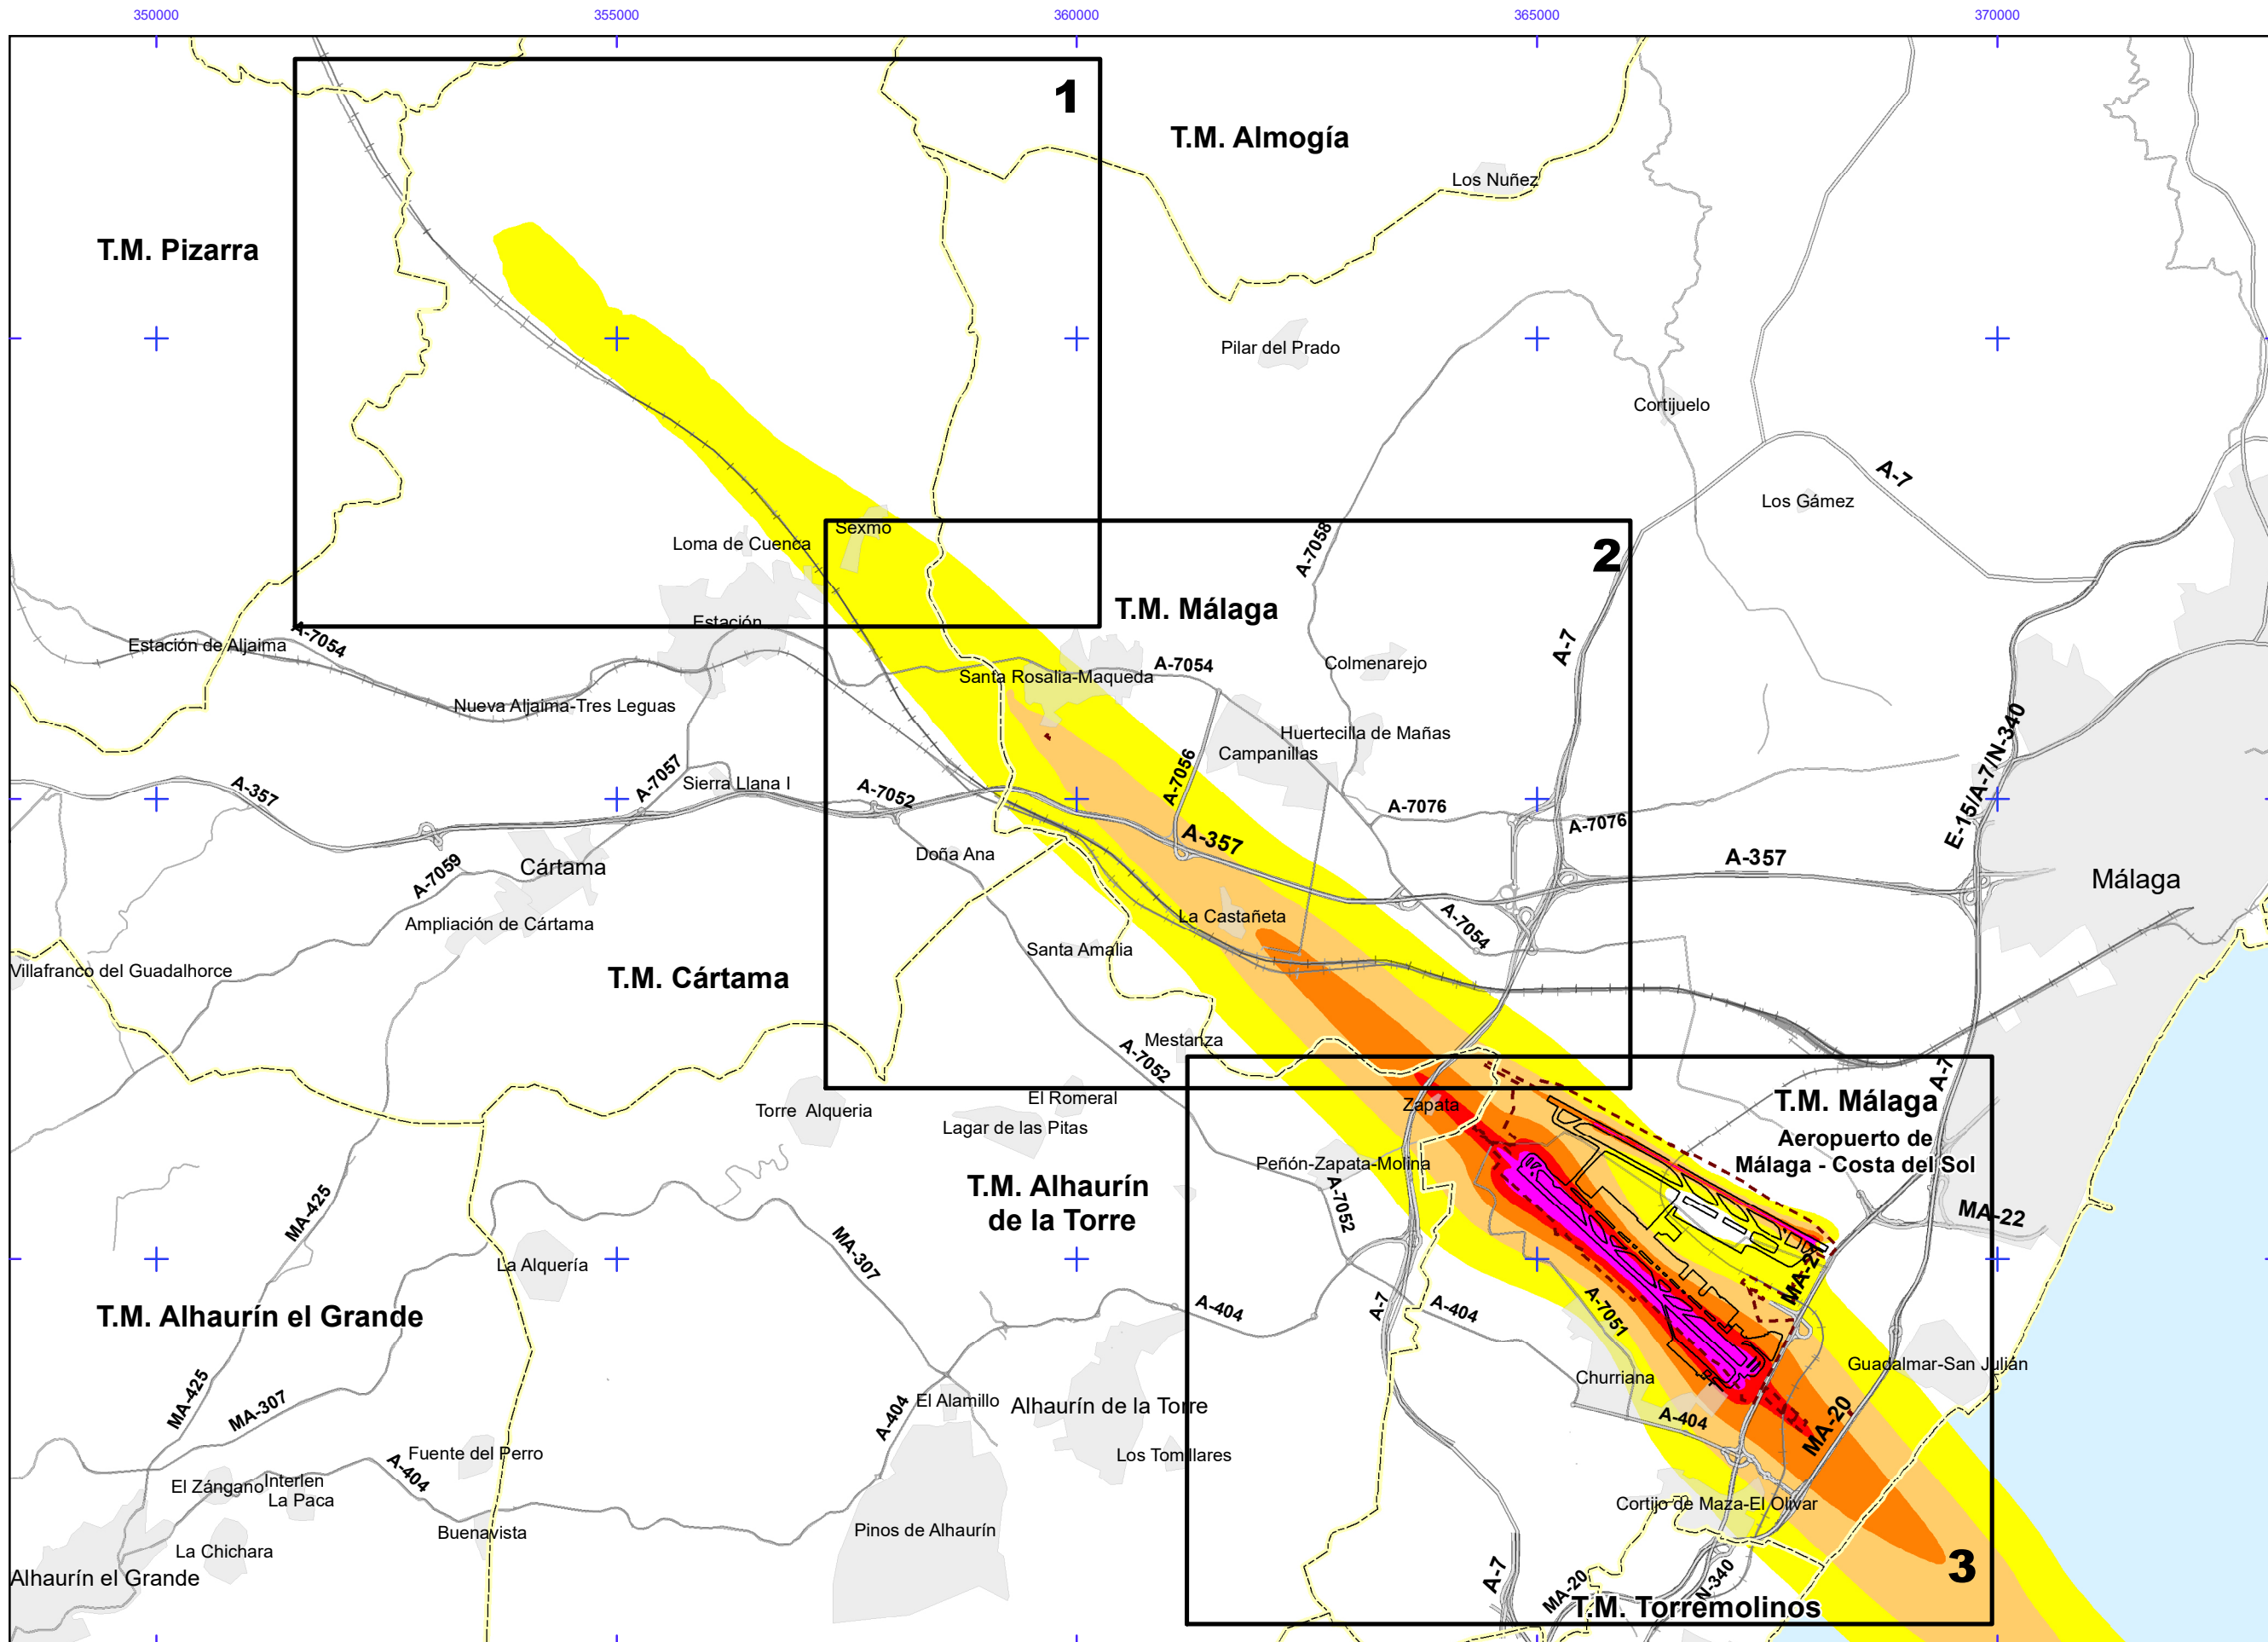 350000
355000
360000
365000
370000
1
T.M. Almogía
Los Nuñez
T.M. Pizarra
Pilar del Prado
Cortijuelo
A-7
Los Gámez
Sexmo
Loma de Cuenca
A-7058
2
T.M. Málaga
Estación
A-7054
Estación de Aljaima
A-7
Santa Rosalia-Maqueda
A-7054
Colmenarejo
Nueva Aljaima-Tres Leguas
Huertecilla de Mañas
Campanillas
E-15/A-7/N-340
A-7057
Sierra Llana I
A-7056
A-357
A-7052
A-7076
A-7076
A-357
A-357
Doña Ana
Cártama
A-7059
Málaga
La Castañeta
A-7054
Ampliación de Cártama
Santa Amalia
Villafranco del Guadalhorce
T.M. Cártama
Mestanza
A-7052
A-7
El Romeral
Torre Alqueria
Zapata
T.M. Málaga
Lagar de las Pitas
Aeropuerto de
Málaga - Costa del Sol
Peñón-Zapata-Molina
T.M. Alhaurín
de la Torre
A-7052
MA-22
MA-425
MA-307
La Alquería
MA-21
T.M. Alhaurín el Grande
A-404
A-7
A-404
A-7051
Guadalmar-San Julián
Churriana
MA-425
MA-307
El Alamillo
Alhaurín de la Torre
A-404
A-404
MA-20
Fuente del Perro
Los Tomillares
A-404
El Zángano
Interlen
La Paca
Cortijo de Maza-El Olivar
Buenavista
Pinos de Alhaurín
La Chichara
3
Alhaurín el Grande
A-7
MA-20
N-340
T.M. Torremolinos